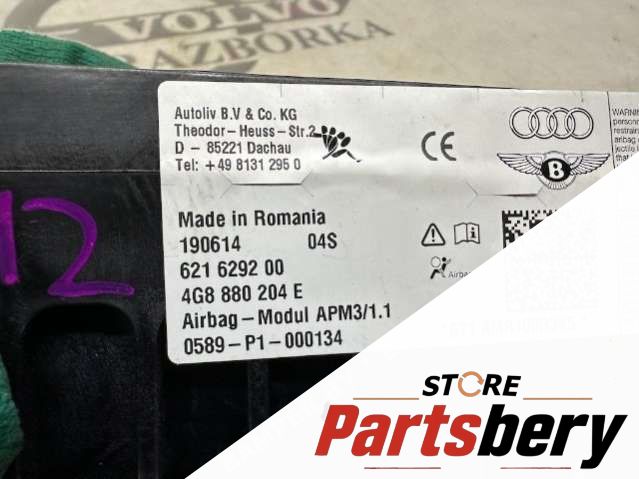 VOLVO
RAZBORKA
Autoliv B.V & Co. KG
Theodor-Heuss-Str.2
D - 85221 Dachau
Tel: +49 8131 295 0
CE
B
WARNIN
Made in Romania
190614 04S
621 6292 00
4G8 880 204 E
Airbag-Modul APM3/1.1
0589-P1-000134
Airba
12
STORE
Partsbery